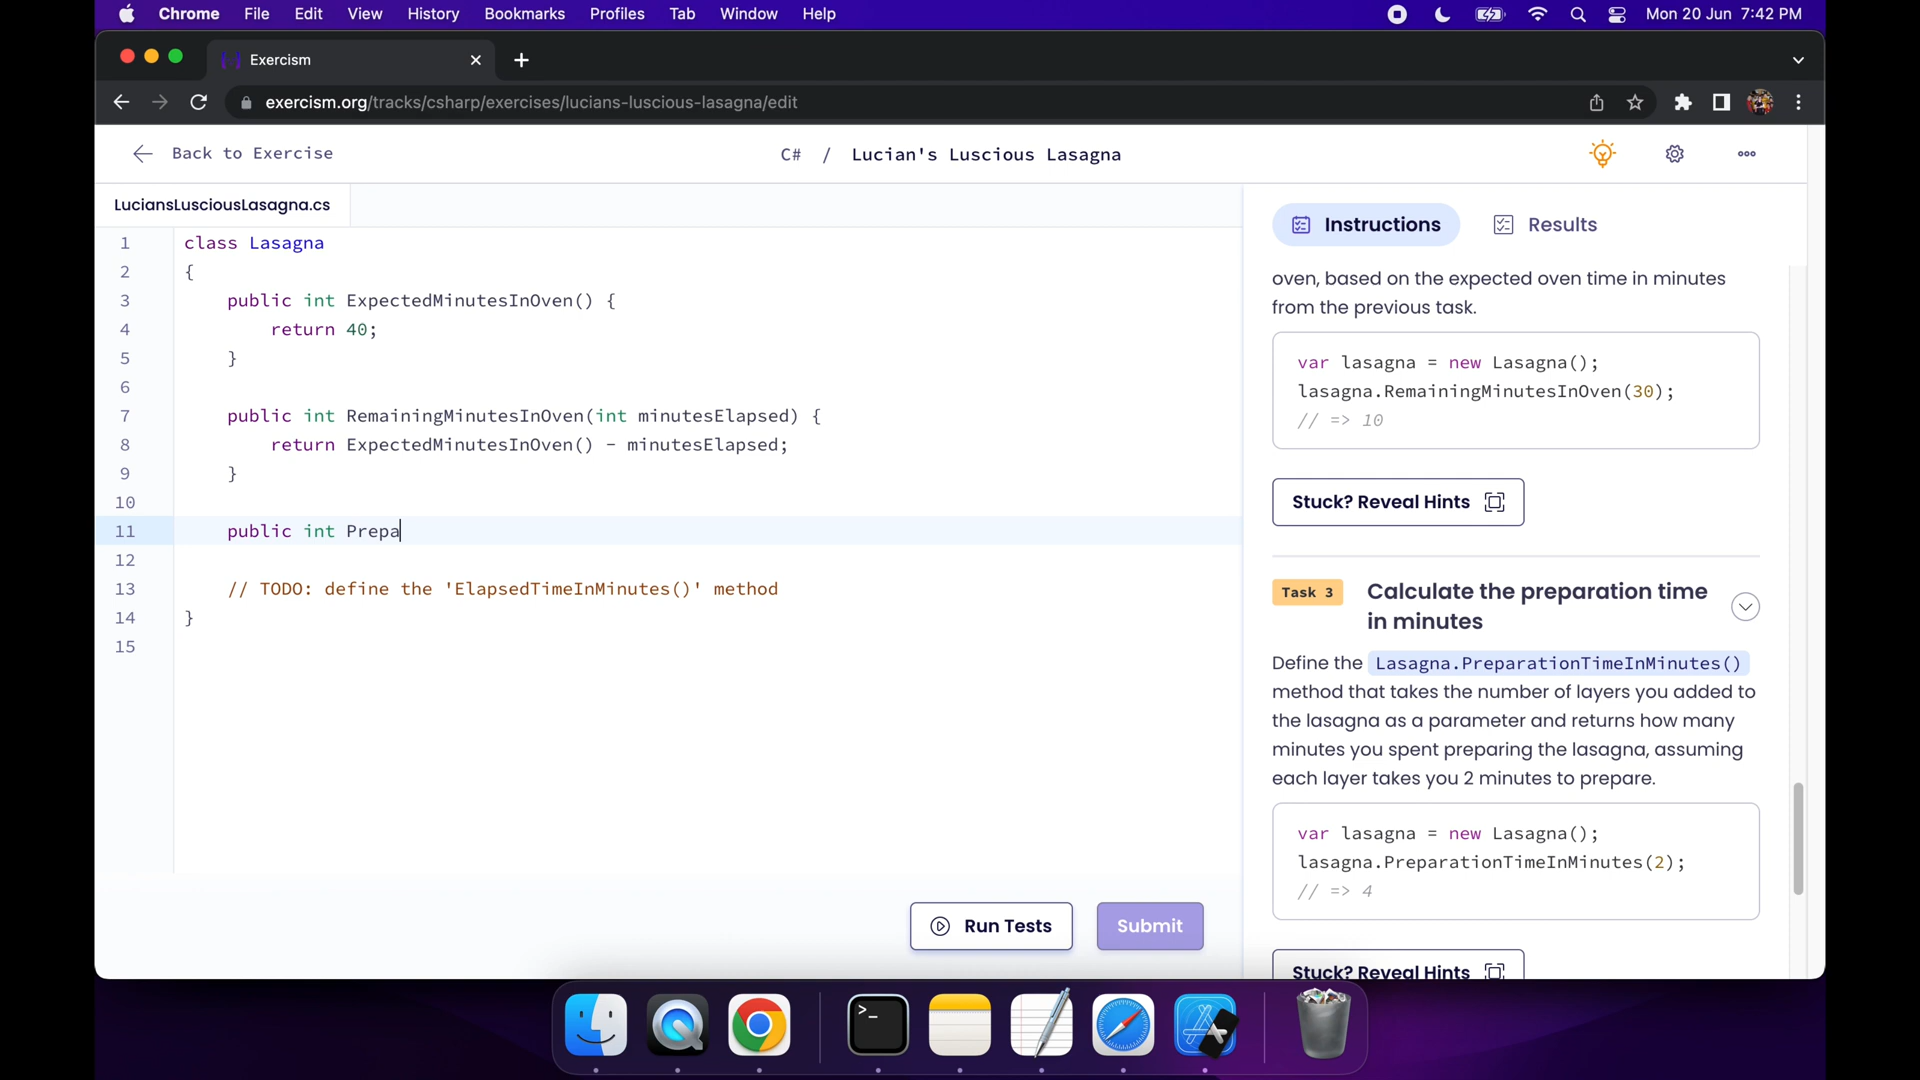 Chrome File Edit View History Bookmarks Profiles Tab Window Help Mon 20 Jun 7:42 PM
Exercism
exercism.org/tracks/csharp/exercises/lucians-luscious-lasagna/edit
Back to Exercise
C# / Lucian's Luscious Lasagna
LuciansLusciousLasagna.cs
1 class Lasagna
2 {
3 public int ExpectedMinutesInOven() {
4 return 40;
5 }
6
7 public int RemainingMinutesInOven(int minutesElapsed) {
8 return ExpectedMinutesInOven() - minutesElapsed;
9 }
10
11 public int Prepa
12
13 // TODO: define the 'ElapsedTimeInMinutes()' method
14 }
15
Run Tests Submit
Instructions Results
oven, based on the expected oven time in minutes
from the previous task.
var lasagna = new Lasagna();
lasagna.RemainingMinutesInOven(30);
// => 10
Stuck? Reveal Hints
Task 3 Calculate the preparation time
in minutes
Define the Lasagna.PreparationTimeInMinutes()
method that takes the number of layers you added to
the lasagna as a parameter and returns how many
minutes you spent preparing the lasagna, assuming
each layer takes you 2 minutes to prepare.
var lasagna = new Lasagna();
lasagna.PreparationTimeInMinutes(2);
// => 4
Stuck? Reveal Hints